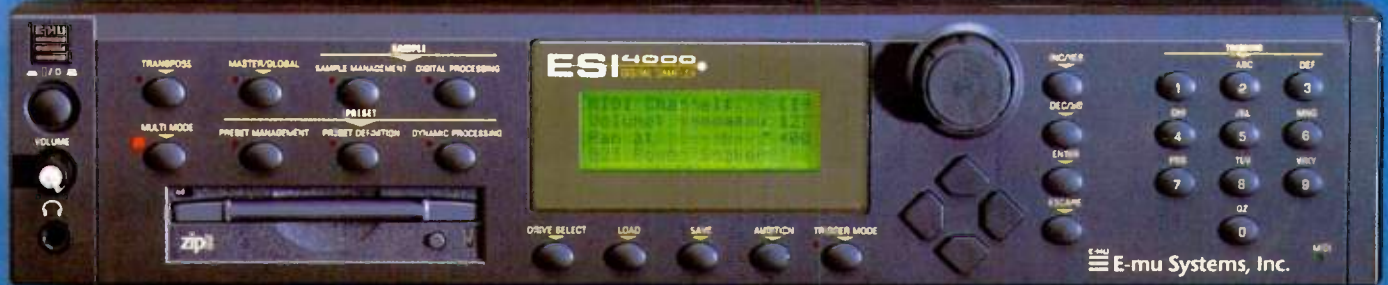 E-MU
I/O
VOLUME
SAMPLE
TRANSPOSE
MASTER/GLOBAL
SAMPLE MANAGEMENT
DIGITAL PROCESSING
PRESET
MULTI MODE
PRESET MANAGEMENT
PRESET DEFINITION
DYNAMIC PROCESSING
zip
ESI 4000
DIGITAL SAMPLER
MIDI Channel:
DRIVE SELECT
LOAD
SAVE
AUDITION
TRIGGER MODE
INC/YES
DEC/NO
ENTER
ESCAPE
ABC
DEF
1
2
3
GHI
JKL
MNO
4
5
6
PRS
TUV
WXY
7
8
9
QZ
0
MIDI
E-MU
E-mu Systems, Inc.